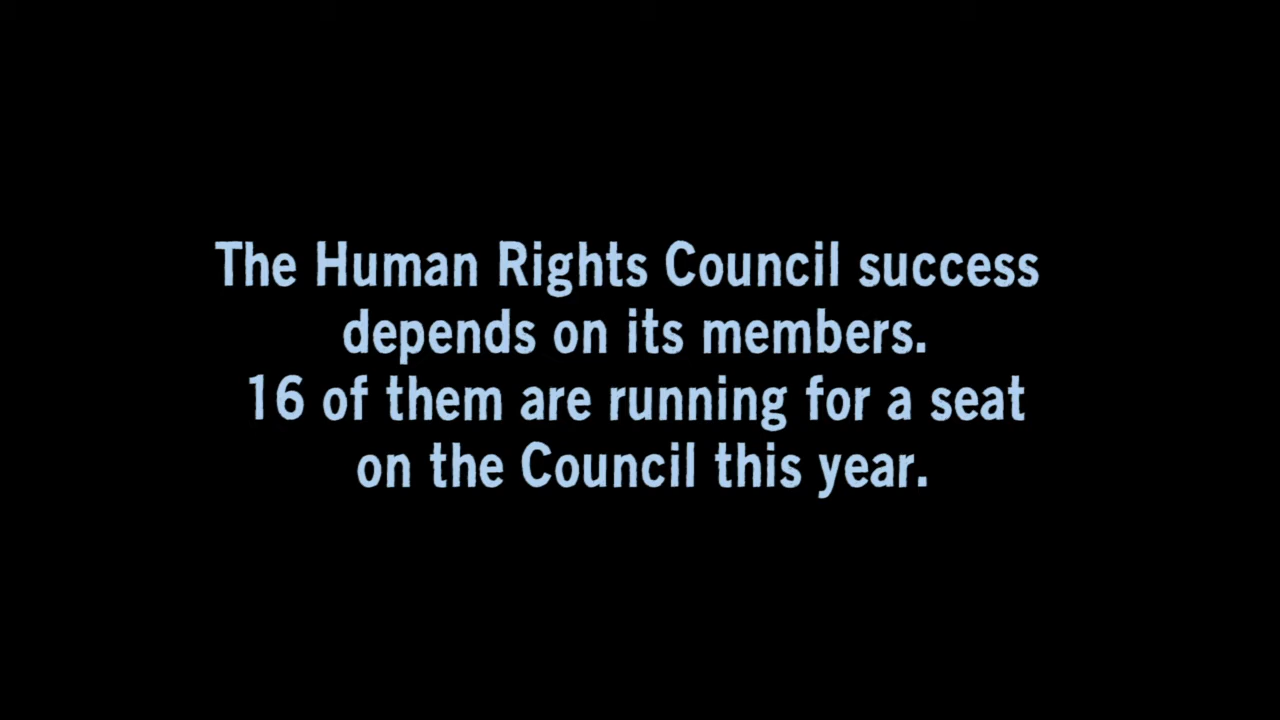 The Human Rights Council success
depends on its members.
16 of them are running for a seat
on the Council this year.